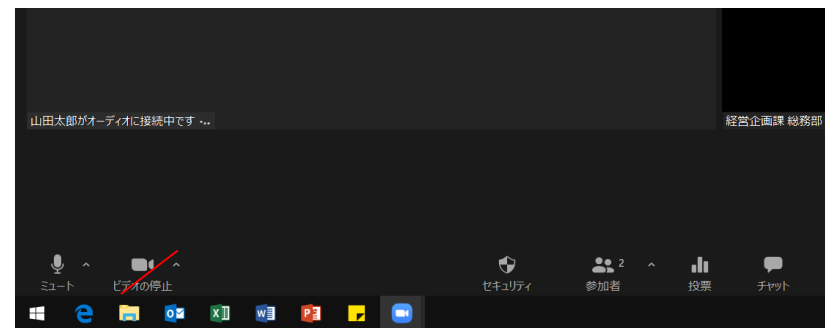 山田太郎がオーディオに接続中です ・..
経営企画課 総務部
2
ミュート
ビデオの停止
セキュリティ
参加者
投票
チャット